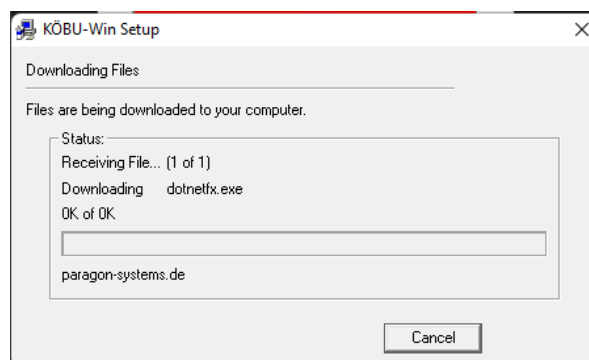 KÖBU-Win Setup
Downloading Files
Files are being downloaded to your computer.
Status:
Receiving File... (1 of 1)
Downloading dotnetfx.exe
0K of 0K
paragon-systems.de
Cancel